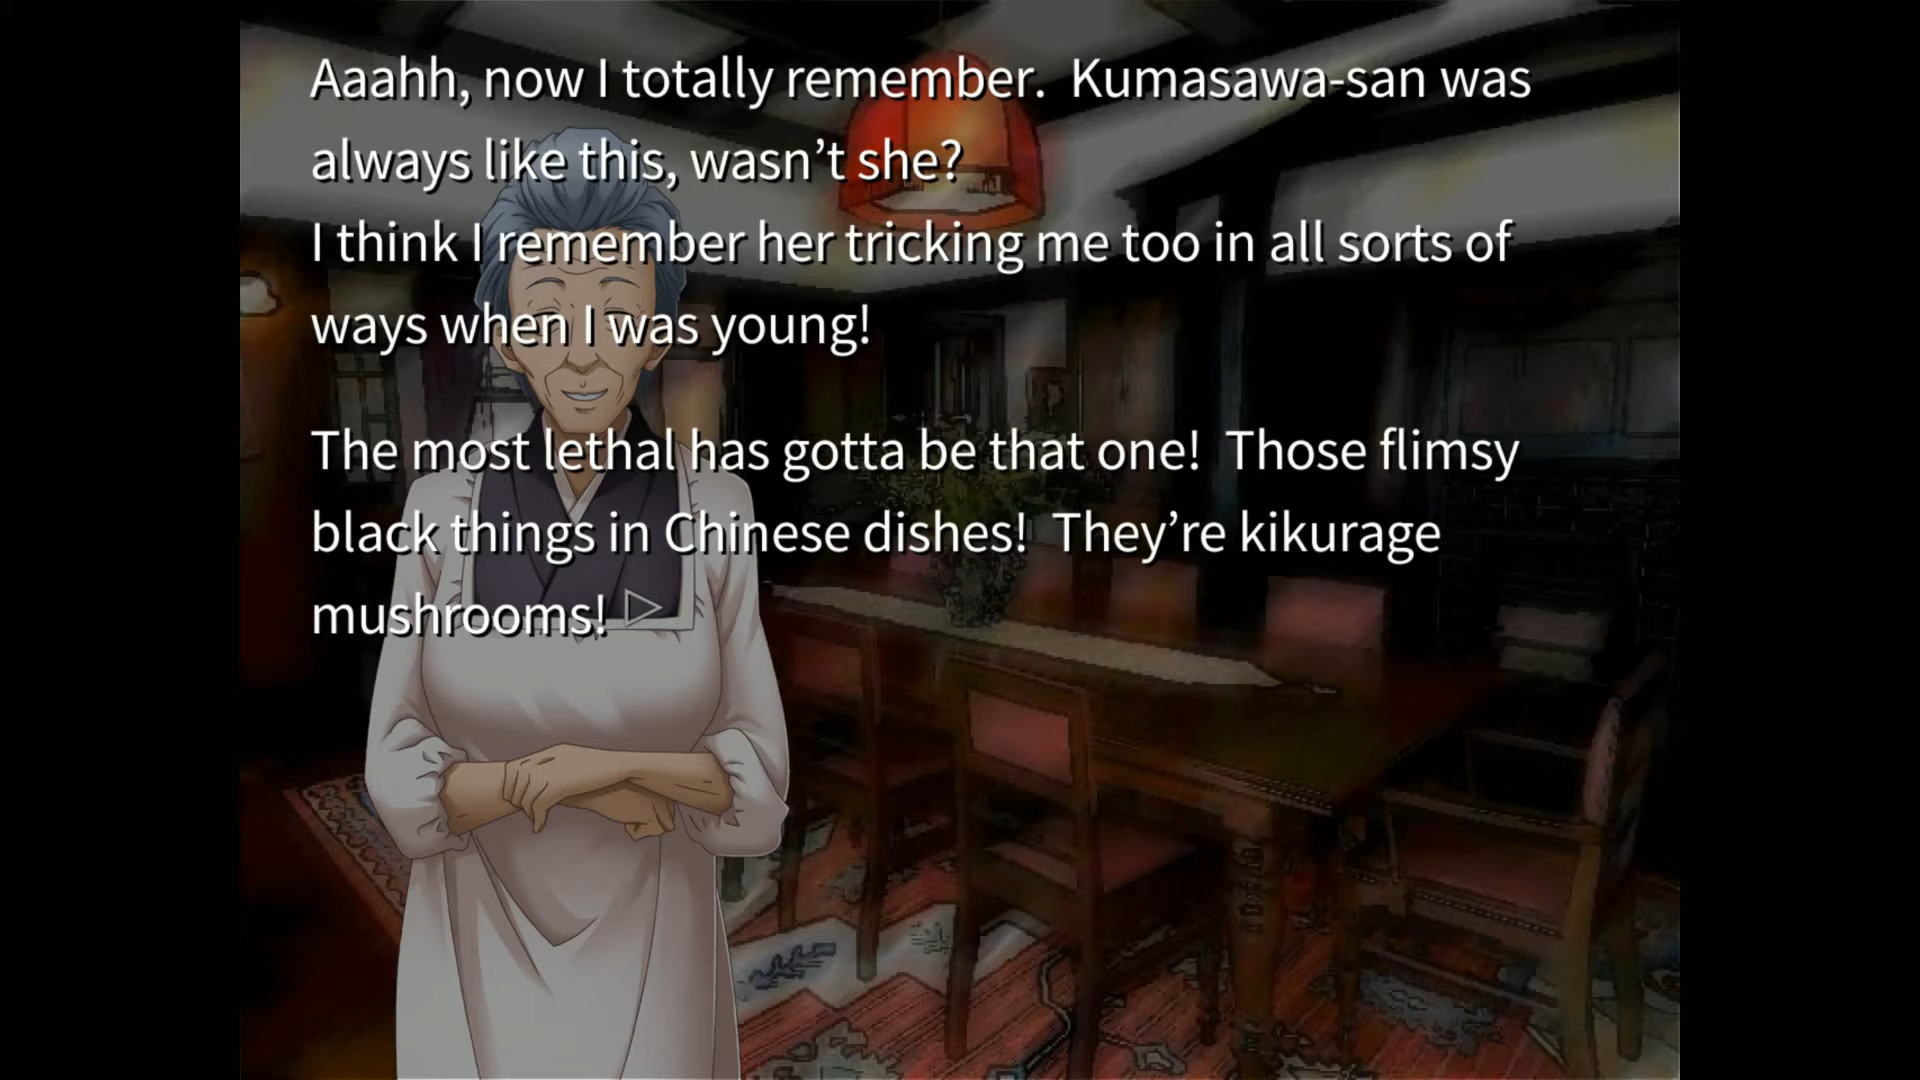 Aaahh, now I totally remember.  Kumasawa-san was
always like this, wasn’t she?
I think I remember her tricking me too in all sorts of
ways when I was young!
The most lethal has gotta be that one!  Those flimsy
black things in Chinese dishes!  They’re kikurage
mushrooms!